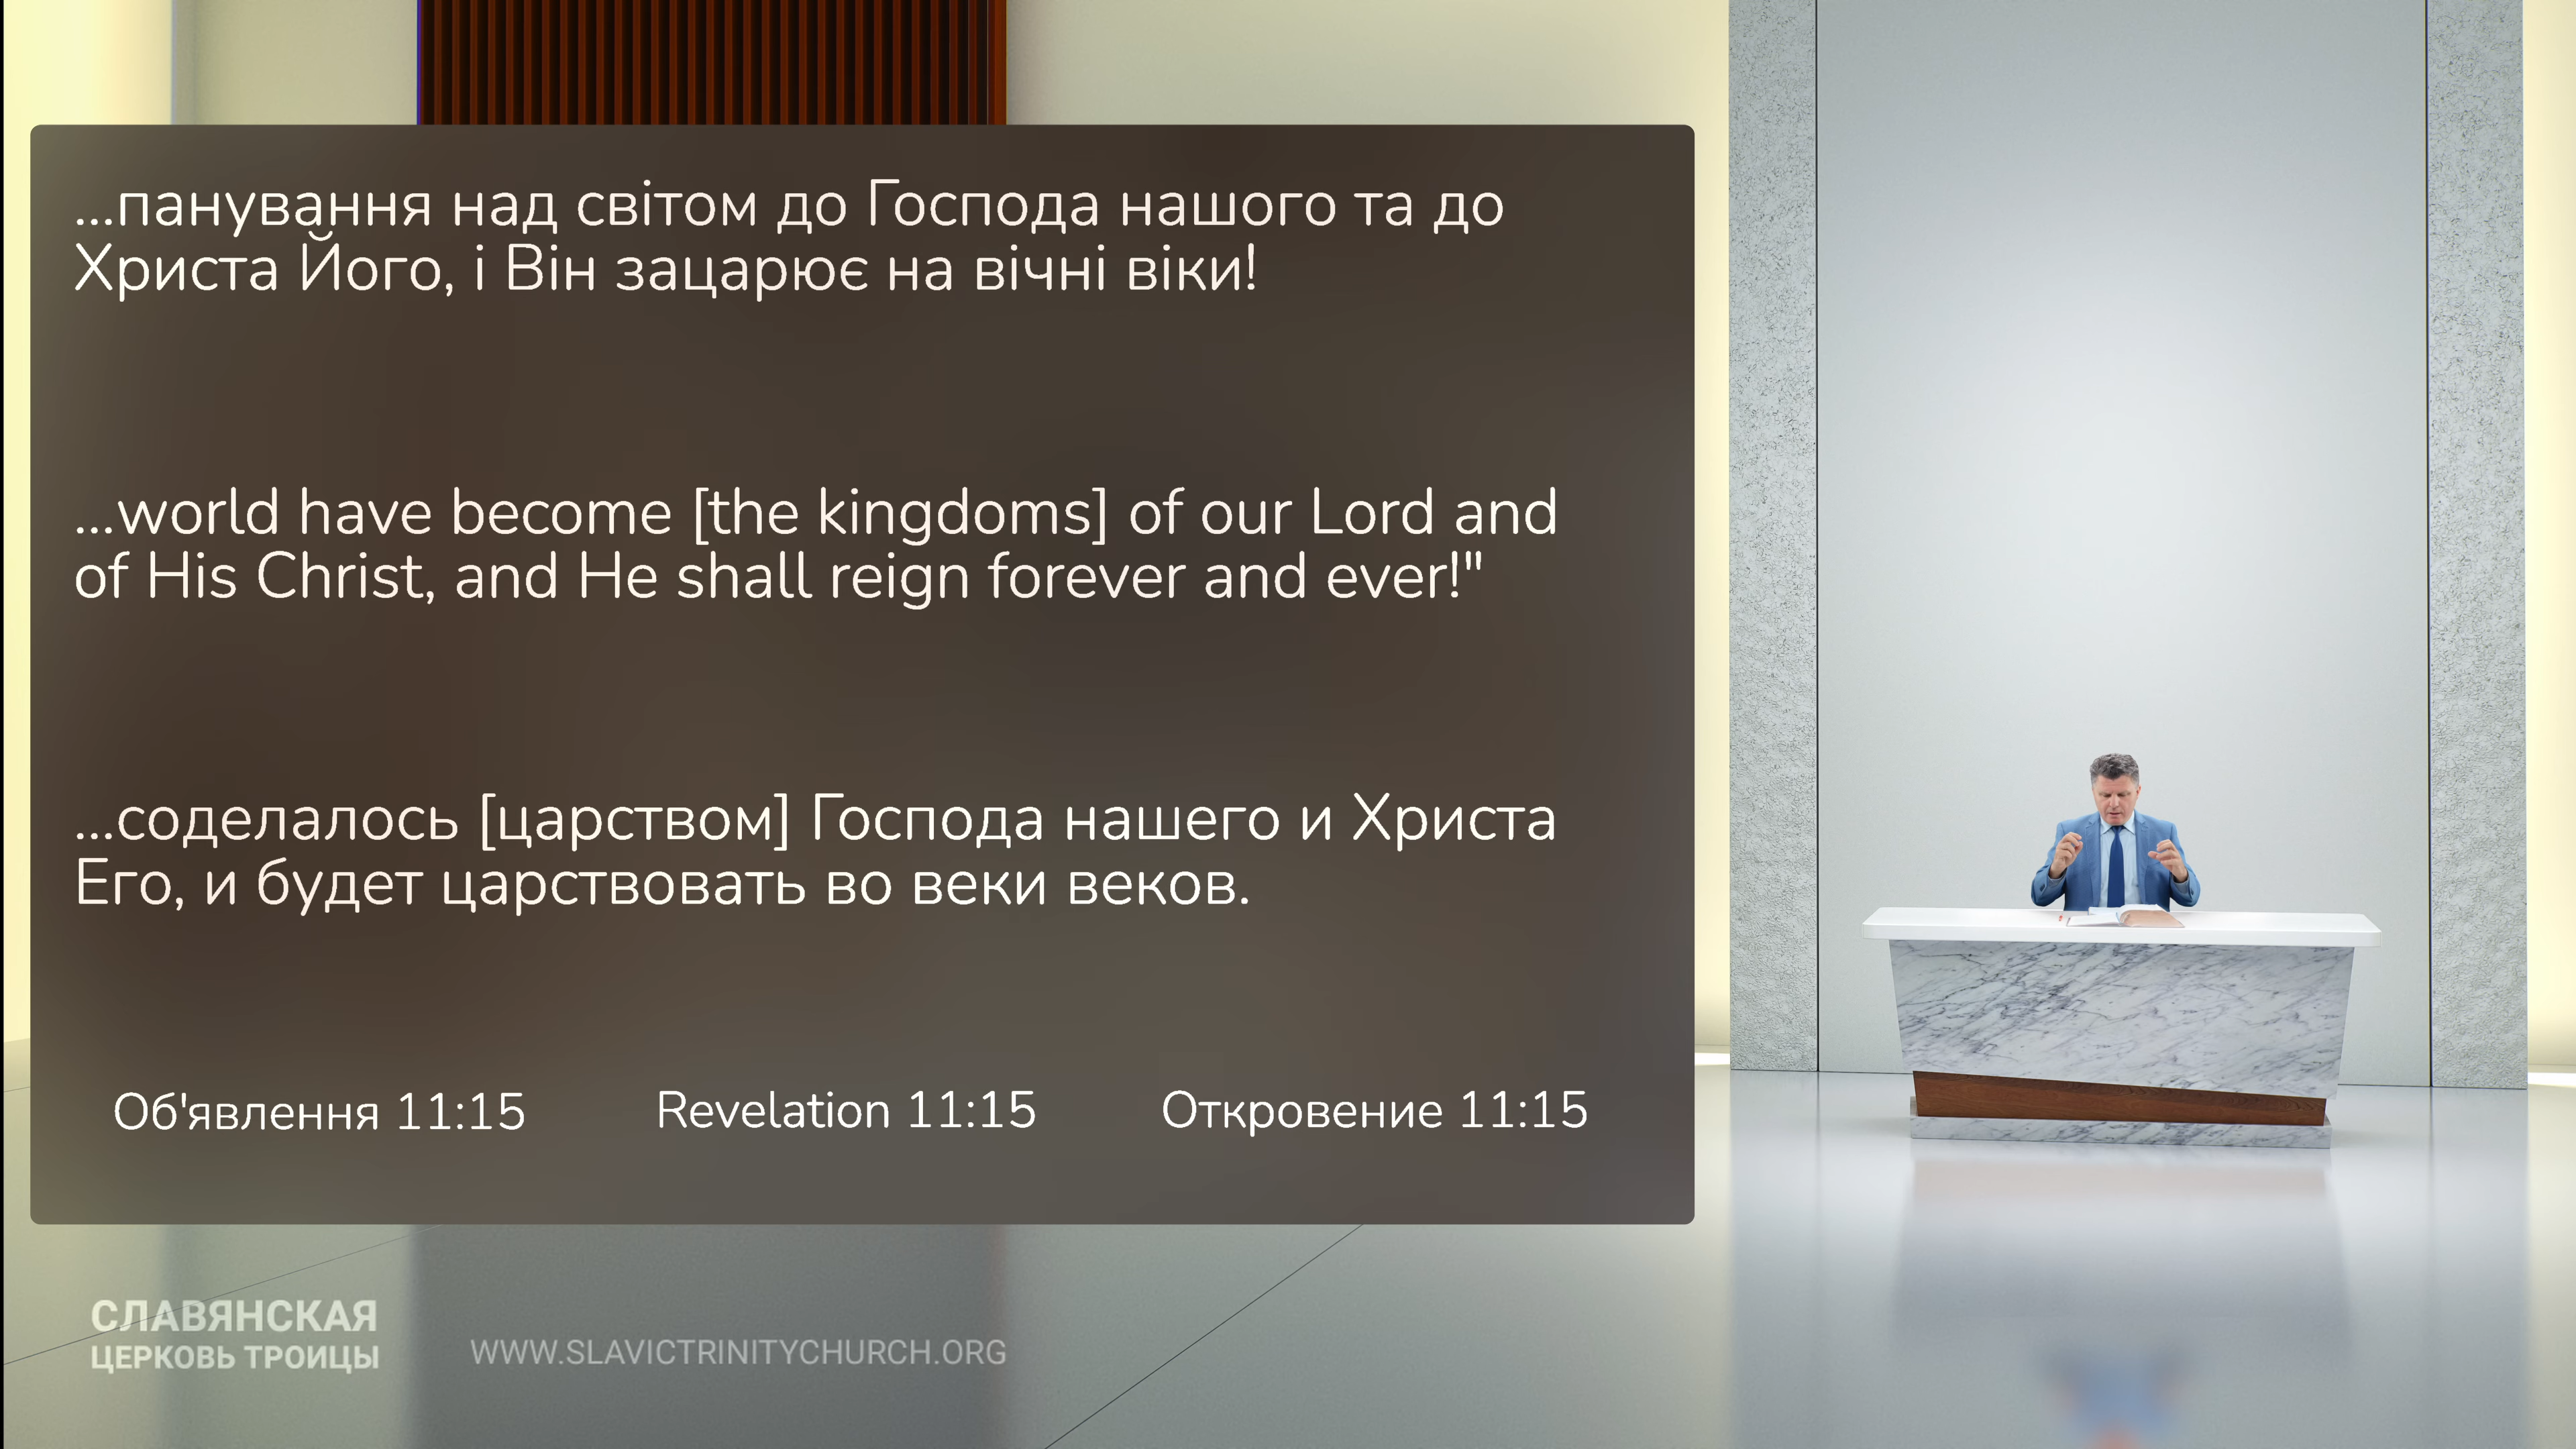 ...панування над світом до Господа нашого та до
Христа Його, і Він зацарює на вічні віки!
...world have become [the kingdoms] of our Lord and
of His Christ, and He shall reign forever and ever!"
...соделалось [царством] Господа нашего и Христа
Его, и будет царствовать во веки веков.
Об'явлення 11:15
Revelation 11:15
Откровение 11:15
СЛАВЯНСКАЯ
ЦЕРКОВЬ ТРОИЦЫ
WWW.SLAVICTRINITYCHURCH.ORG